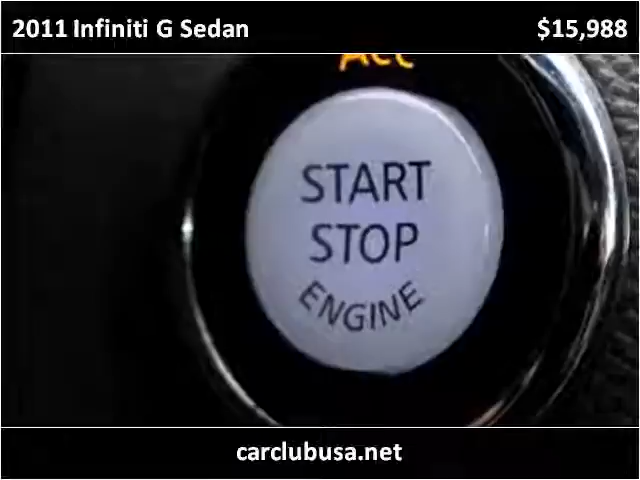 2011 Infiniti G Sedan $15,988
ACC
START
STOP
ENGINE
carclubusa.net